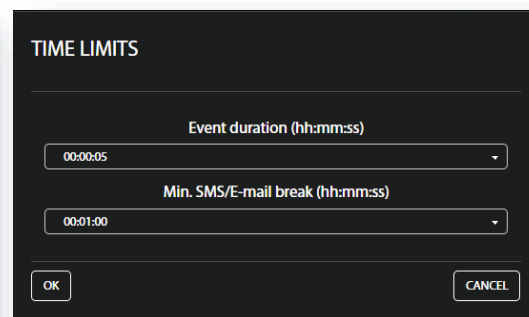 TIME LIMITS
Event duration (hh:mm:ss)
00:00:05
Min. SMS/E-mail break (hh:mm:ss)
00:01:00
OK
CANCEL